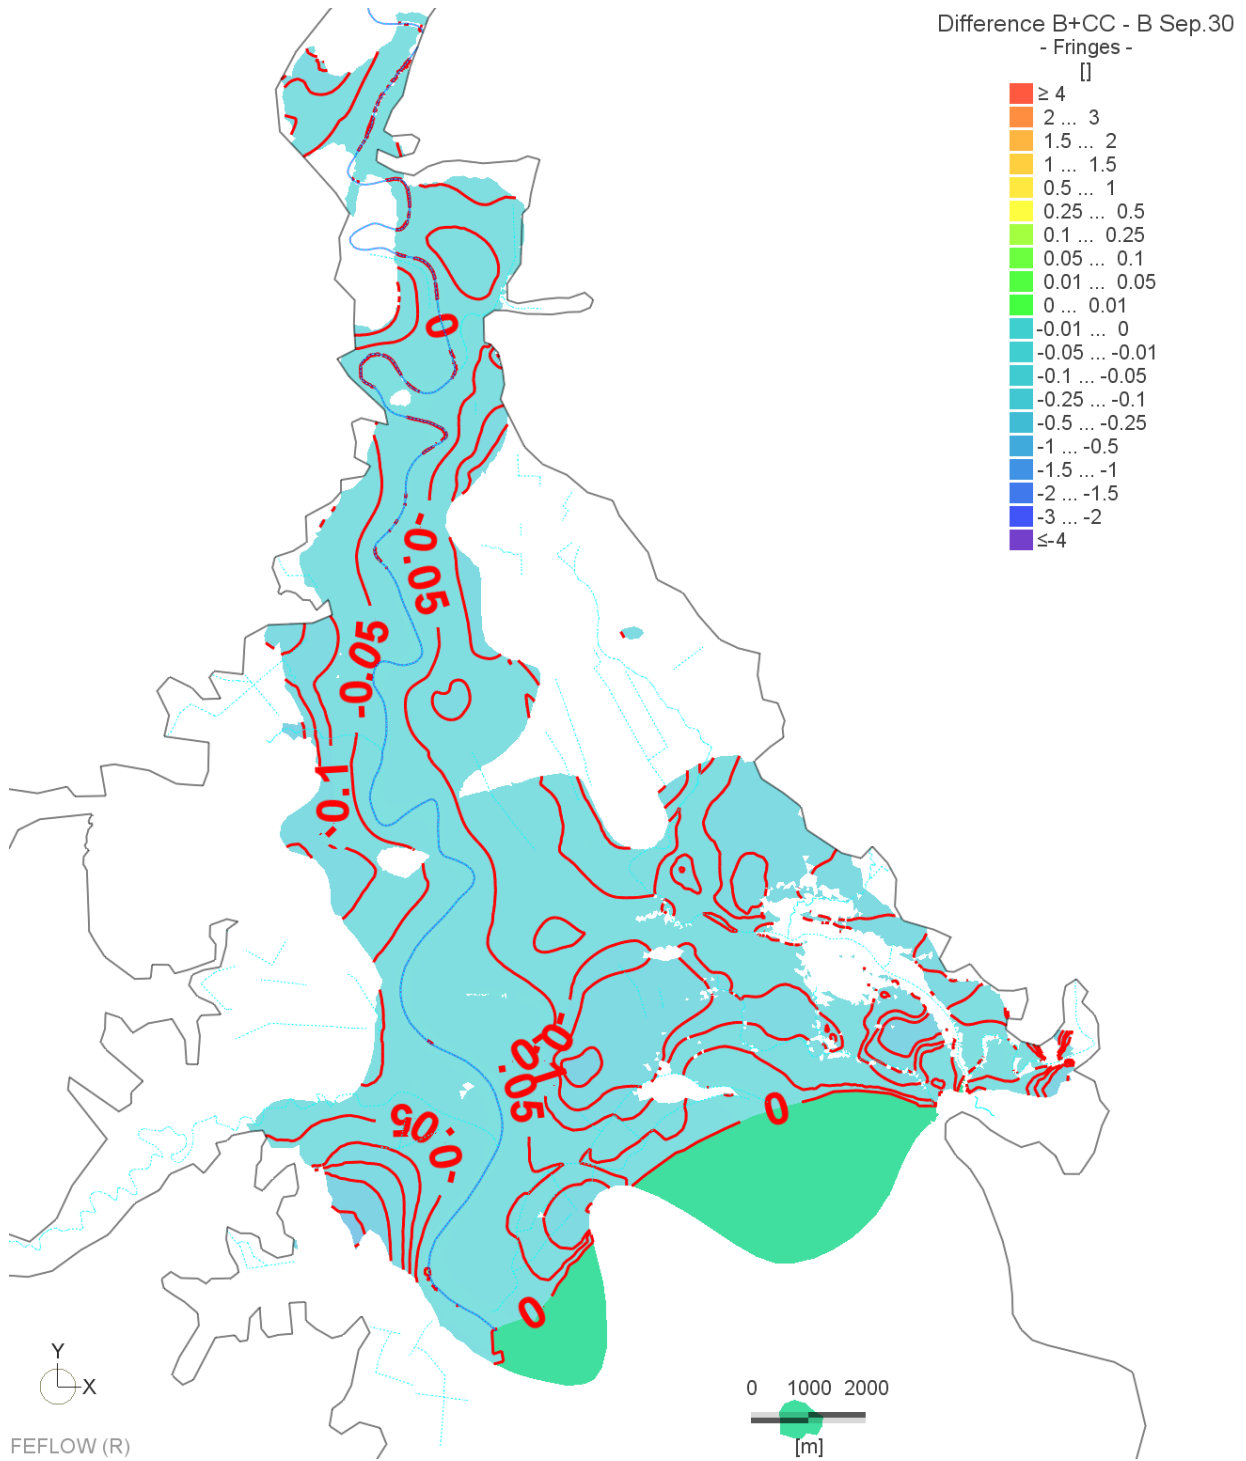 Difference B+CC - B Sep.30
- Fringes -
[]
≥ 4
2 ... 3
1.5 ... 2
1 ... 1.5
0.5 ... 1
0.25 ... 0.5
0.1 ... 0.25
0.05 ... 0.1
0.01 ... 0.05
0 ... 0.01
-0.01 ... 0
-0.05 ... -0.01
-0.1 ... -0.05
-0.25 ... -0.1
-0.5 ... -0.25
-1 ... -0.5
-1.5 ... -1
-2 ... -1.5
-3 ... -2
≤-4
0
-0.05
-0.05
-0.1
-0.1
-0.05
0
-0.05
0
Y
X
0 1000 2000
[m]
FEFLOW (R)